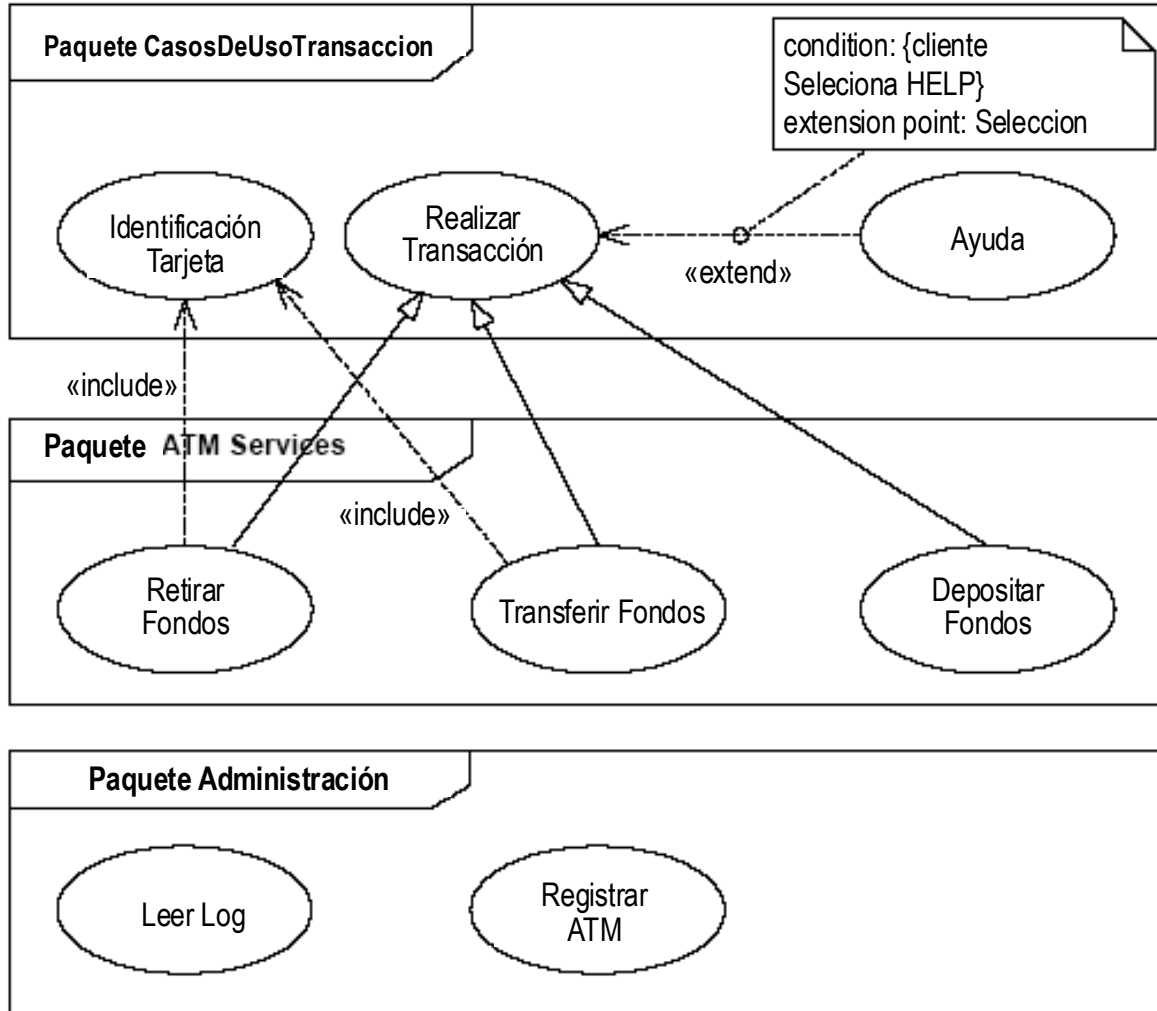 Paquete CasosDeUsoTransaccion
condition: {cliente
Seleciona HELP}
extension point: Seleccion
Identificación
Tarjeta
Realizar
Transacción
Ayuda
«extend»
«include»
Paquete ATM Services
«include»
Retirar
Fondos
Transferir Fondos
Depositar
Fondos
Paquete Administración
Leer Log
Registrar
ATM